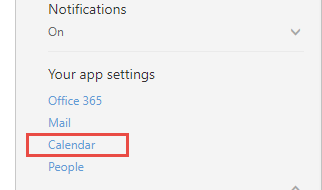 Notifications
On
Your app settings
Office 365
Mail
Calendar
People